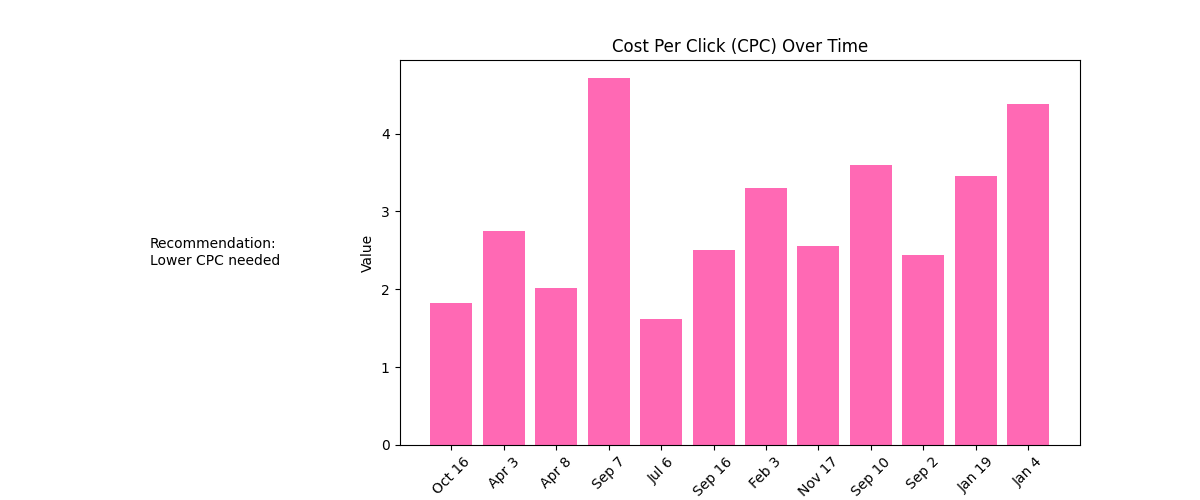 Cost Per Click (CPC) Over Time
Recommendation:
Lower CPC needed
Value
4
3
2
1
0
Oct 16
Apr 3
Apr 8
Sep 7
Jul 6
Sep 16
Feb 3
Nov 17
Sep 10
Sep 2
Jan 19
Jan 4